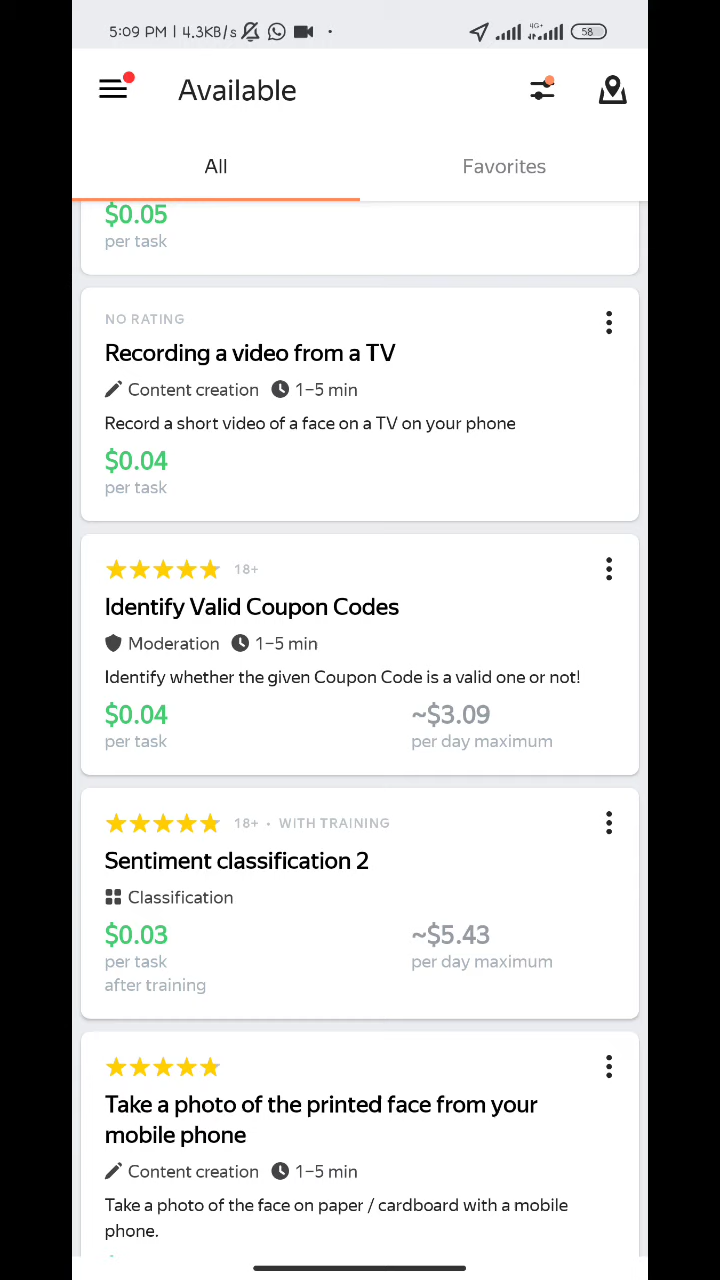 5:09 PM | 4.3KB/s
4G+
58
Available
All
Favorites
$0.05
per task
NO RATING
Recording a video from a TV
Content creation 1–5 min
Record a short video of a face on a TV on your phone
$0.04
per task
18+
Identify Valid Coupon Codes
Moderation 1–5 min
Identify whether the given Coupon Code is a valid one or not!
$0.04 ~$3.09
per task per day maximum
18+ • WITH TRAINING
Sentiment classification 2
Classification
$0.03 ~$5.43
per task per day maximum
after training
Take a photo of the printed face from your
mobile phone
Content creation 1–5 min
Take a photo of the face on paper / cardboard with a mobile
phone.